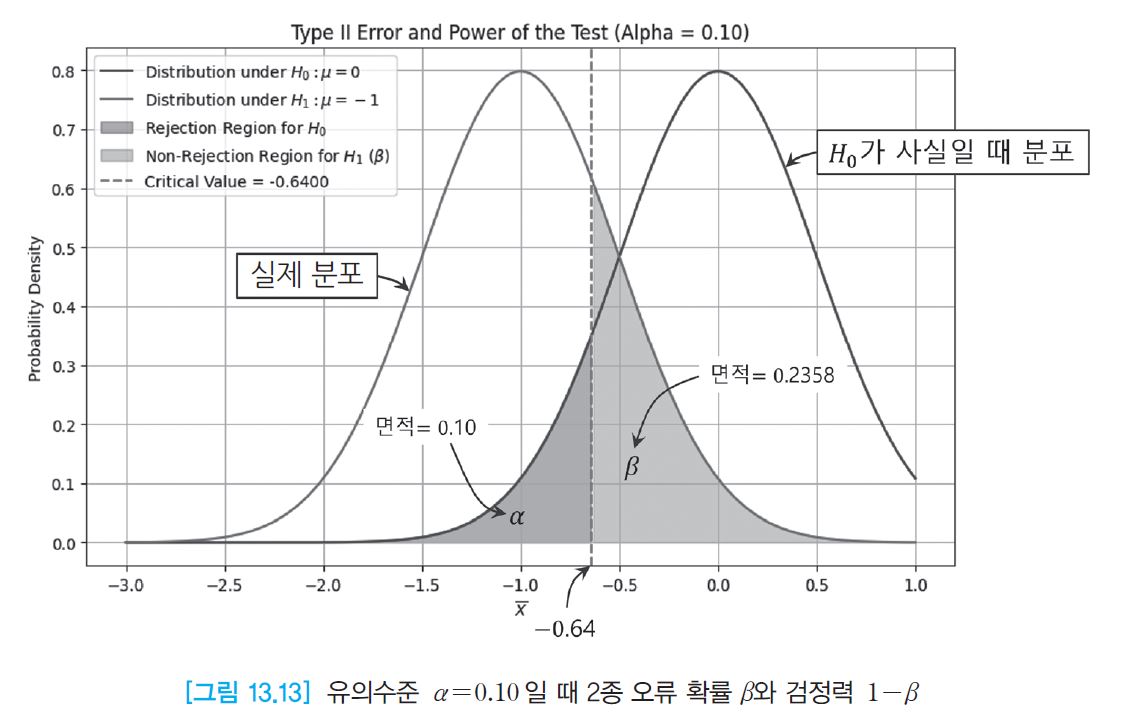 Type II Error and Power of the Test (Alpha = 0.10)
Distribution under H₀ : μ = 0
Distribution under H₁ : μ = −1
Rejection Region for H₀
Non-Rejection Region for H₁ (β)
Critical Value = -0.6400
H₀가 사실일 때 분포
실제 분포
면적= 0.2358
면적= 0.10
β
α
Probability Density
0.8
0.7
0.6
0.5
0.4
0.3
0.2
0.1
0.0
−3.0 −2.5 −2.0 −1.5 −1.0 −0.5 0.0 0.5 1.0
x̅
−0.64
[그림 13.13] 유의수준 α=0.10일 때 2종 오류 확률 β와 검정력 1−β